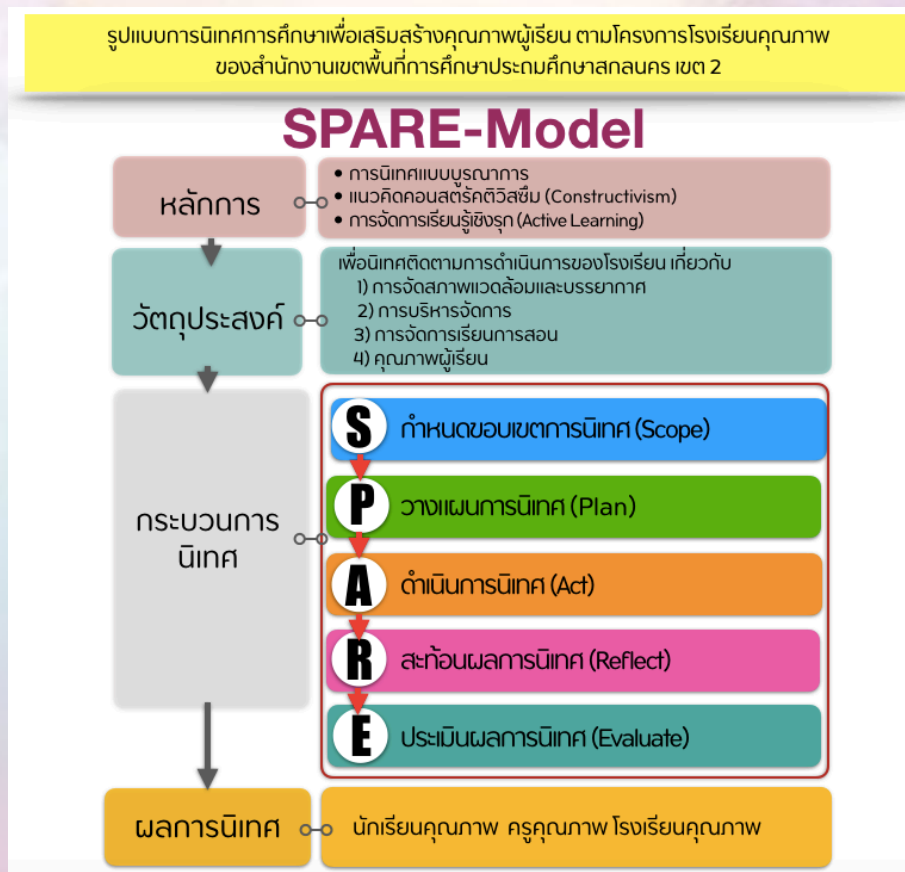 รูปแบบการนิเทศการศึกษาเพื่อเสริมสร้างคุณภาพผู้เรียน ตามโครงการโรงเรียนคุณภาพ
ของสำนักงานเขตพื้นที่การศึกษาประถมศึกษาสกลนคร เขต 2
SPARE-Model
หลักการ
• การนิเทศแบบบูรณาการ
• แนวคิดคอนสตรัคติวิสซึม (Constructivism)
• การจัดการเรียนรู้เชิงรุก (Active Learning)
วัตถุประสงค์
เพื่อนิเทศติดตามการดำเนินการของโรงเรียน เกี่ยวกับ
1) การจัดสภาพแวดล้อมและบรรยากาศ
2) การบริหารจัดการ
3) การจัดการเรียนการสอน
4) คุณภาพผู้เรียน
กระบวนการ
นิเทศ
S กำหนดขอบเขตการนิเทศ (Scope)
P วางแผนการนิเทศ (Plan)
A ดำเนินการนิเทศ (Act)
R สะท้อนผลการนิเทศ (Reflect)
E ประเมินผลการนิเทศ (Evaluate)
ผลการนิเทศ
นักเรียนคุณภาพ ครูคุณภาพ โรงเรียนคุณภาพ